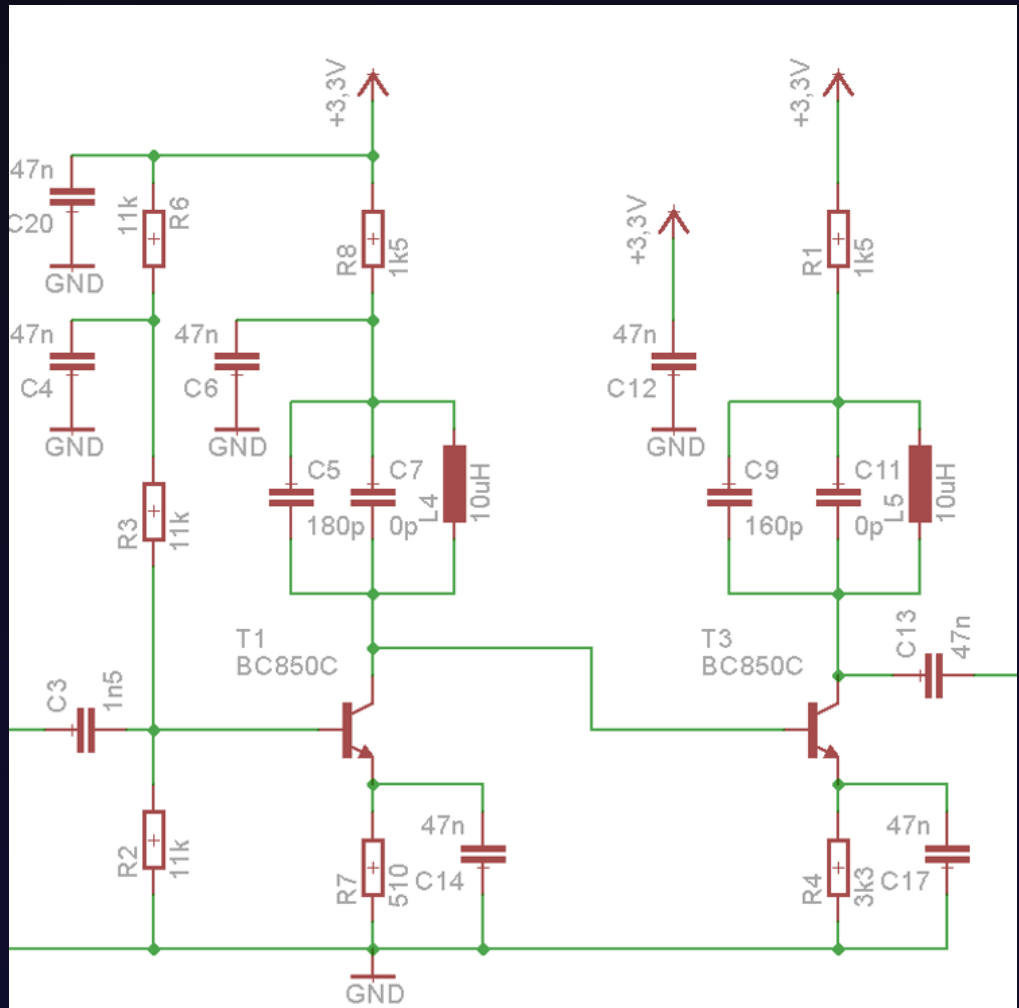 +3,3V
+3,3V
47n
C20
GND
11k
R6
R8
1k5
+3,3V
R1
1k5
47n
C4
GND
47n
C6
GND
47n
C12
GND
R3
11k
C5
180p
C7
0p
L4
10uH
C9
160p
C11
0p
L5
10uH
T1
BC850C
T3
BC850C
C13
47n
C3
1n5
R2
11k
R7
510
47n
C14
R4
3k3
47n
C17
GND